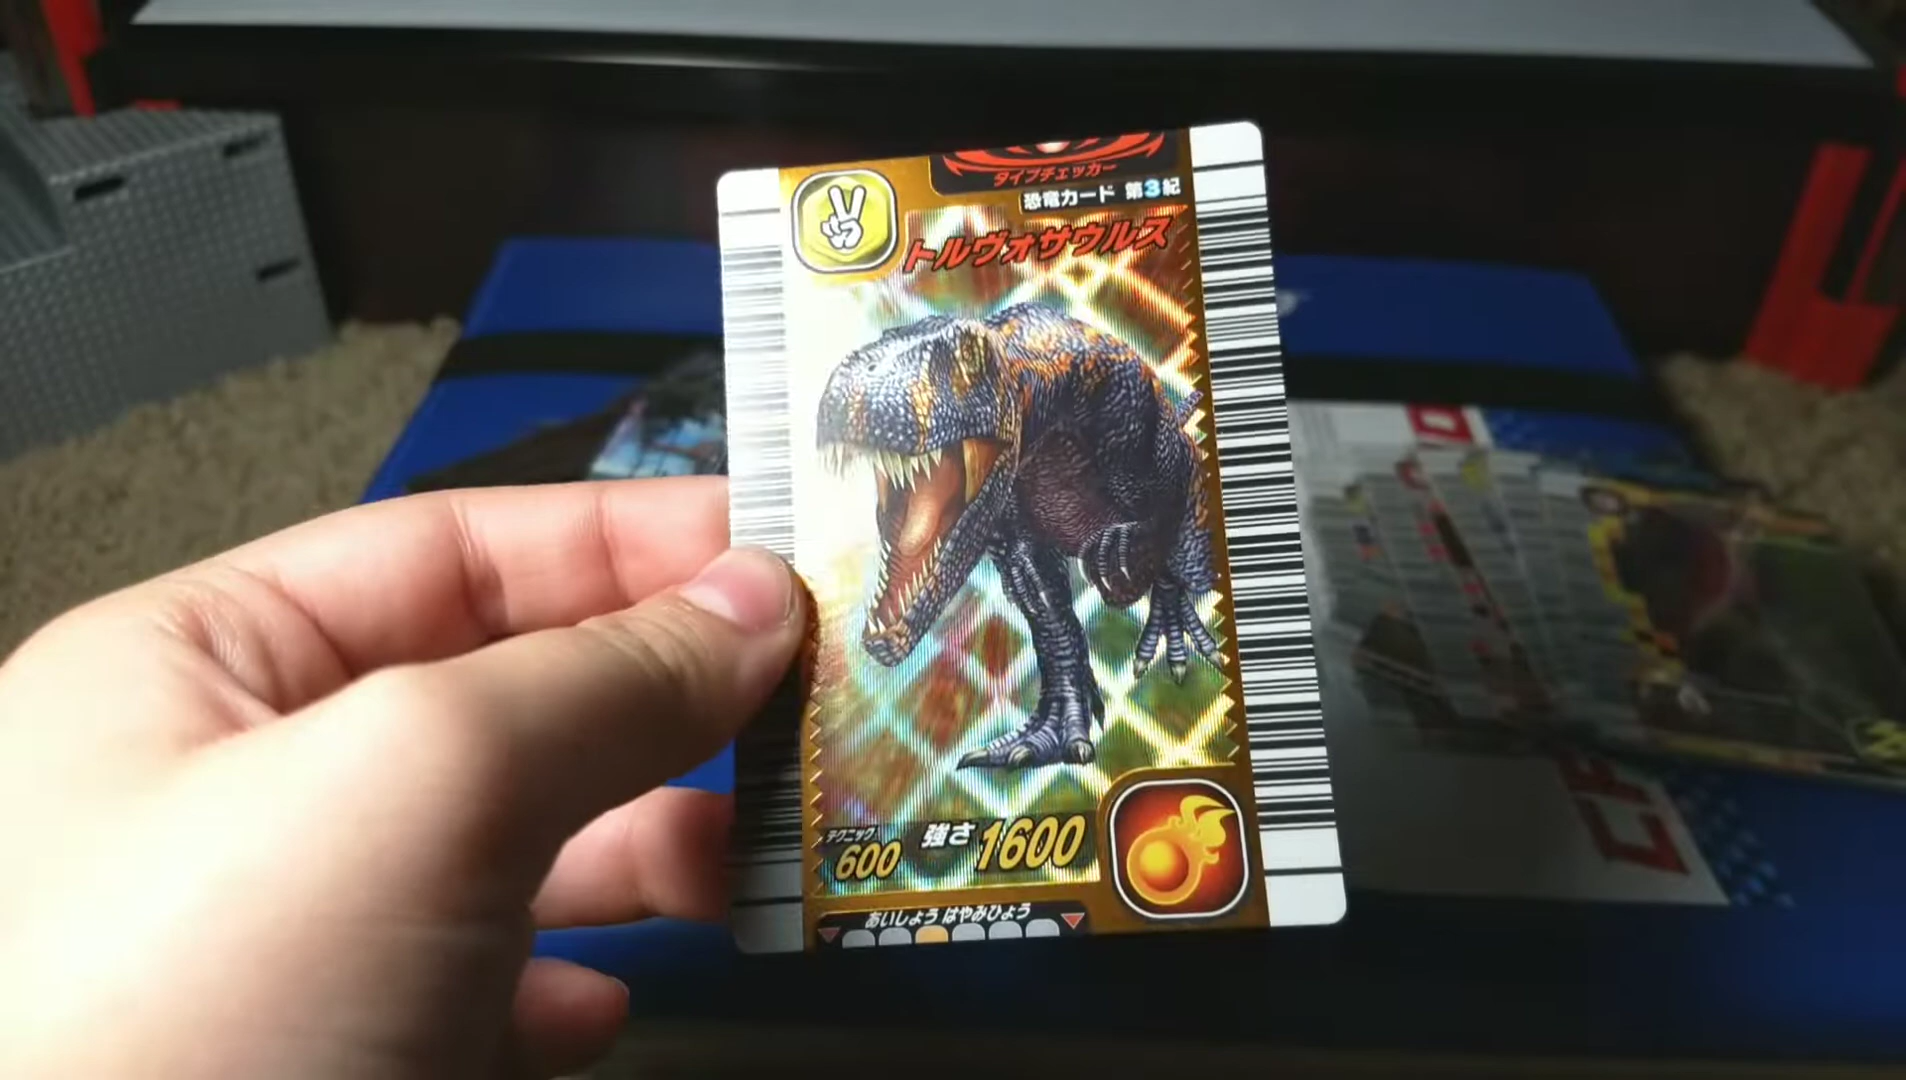 タイプチェッカー
恐竜カード 第3紀
トルヴォサウルス
テクニック
600
強さ 1600
あいしょう はやみひょう